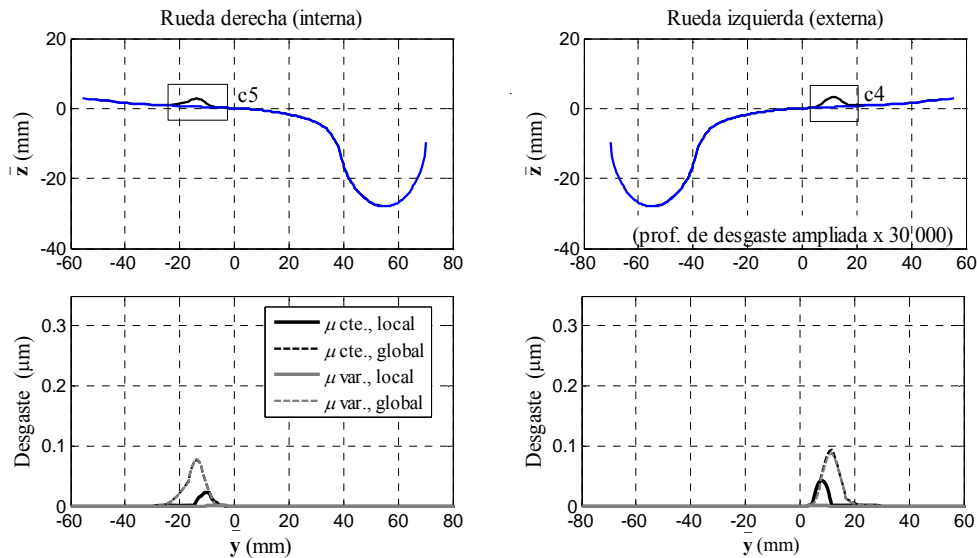 Rueda derecha (interna)
Rueda izquierda (externa)
20
0
-20
-40
z̄ (mm)
c5
-60 -40 -20 0 20 40 60 80
20
0
-20
-40
z̄ (mm)
c4
(prof. de desgaste ampliada x 30 000)
-80 -60 -40 -20 0 20 40 60
0.3
0.2
0.1
0
Desgaste (μm)
μ cte., local
μ cte., global
μ var., local
μ var., global
-60 -40 -20 0 20 40 60 80
ȳ (mm)
0.3
0.2
0.1
0
Desgaste (μm)
-80 -60 -40 -20 0 20 40 60
ȳ (mm)